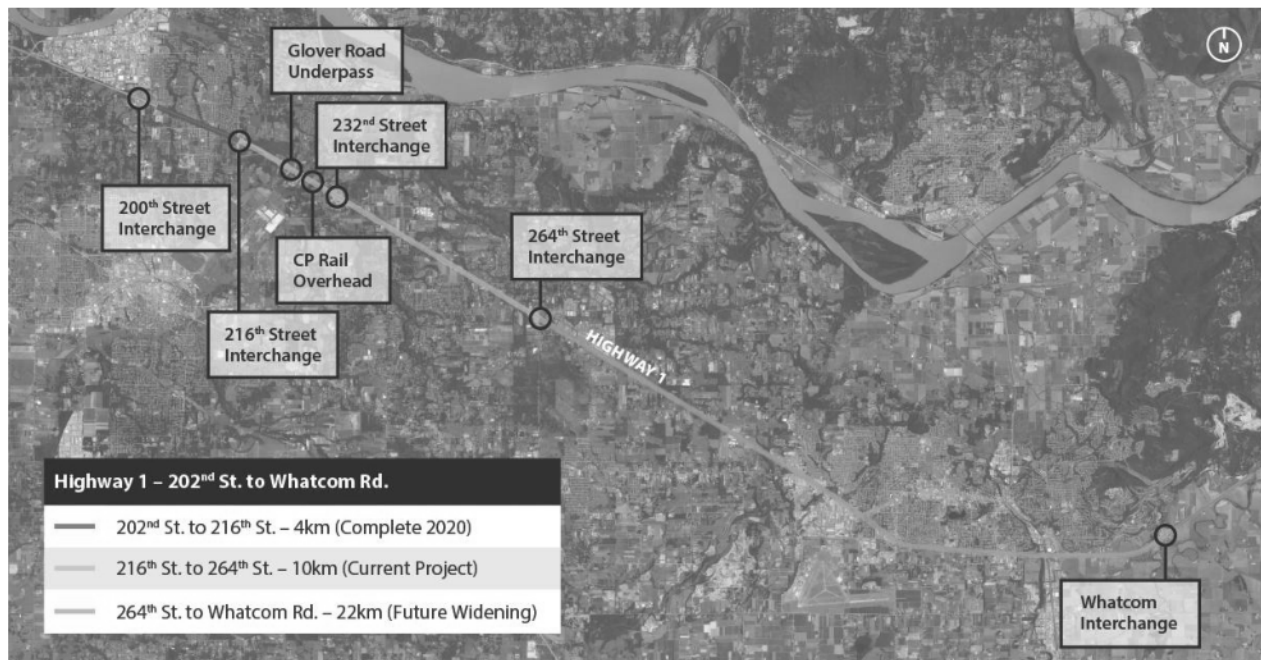 Glover Road
Underpass
N
232nd Street
Interchange
200th Street
Interchange
CP Rail
Overhead
264th Street
Interchange
216th Street
Interchange
HIGHWAY 1
Highway 1 – 202nd St. to Whatcom Rd.
202nd St. to 216th St. – 4km (Complete 2020)
216th St. to 264th St. – 10km (Current Project)
264th St. to Whatcom Rd. – 22km (Future Widening)
Whatcom
Interchange